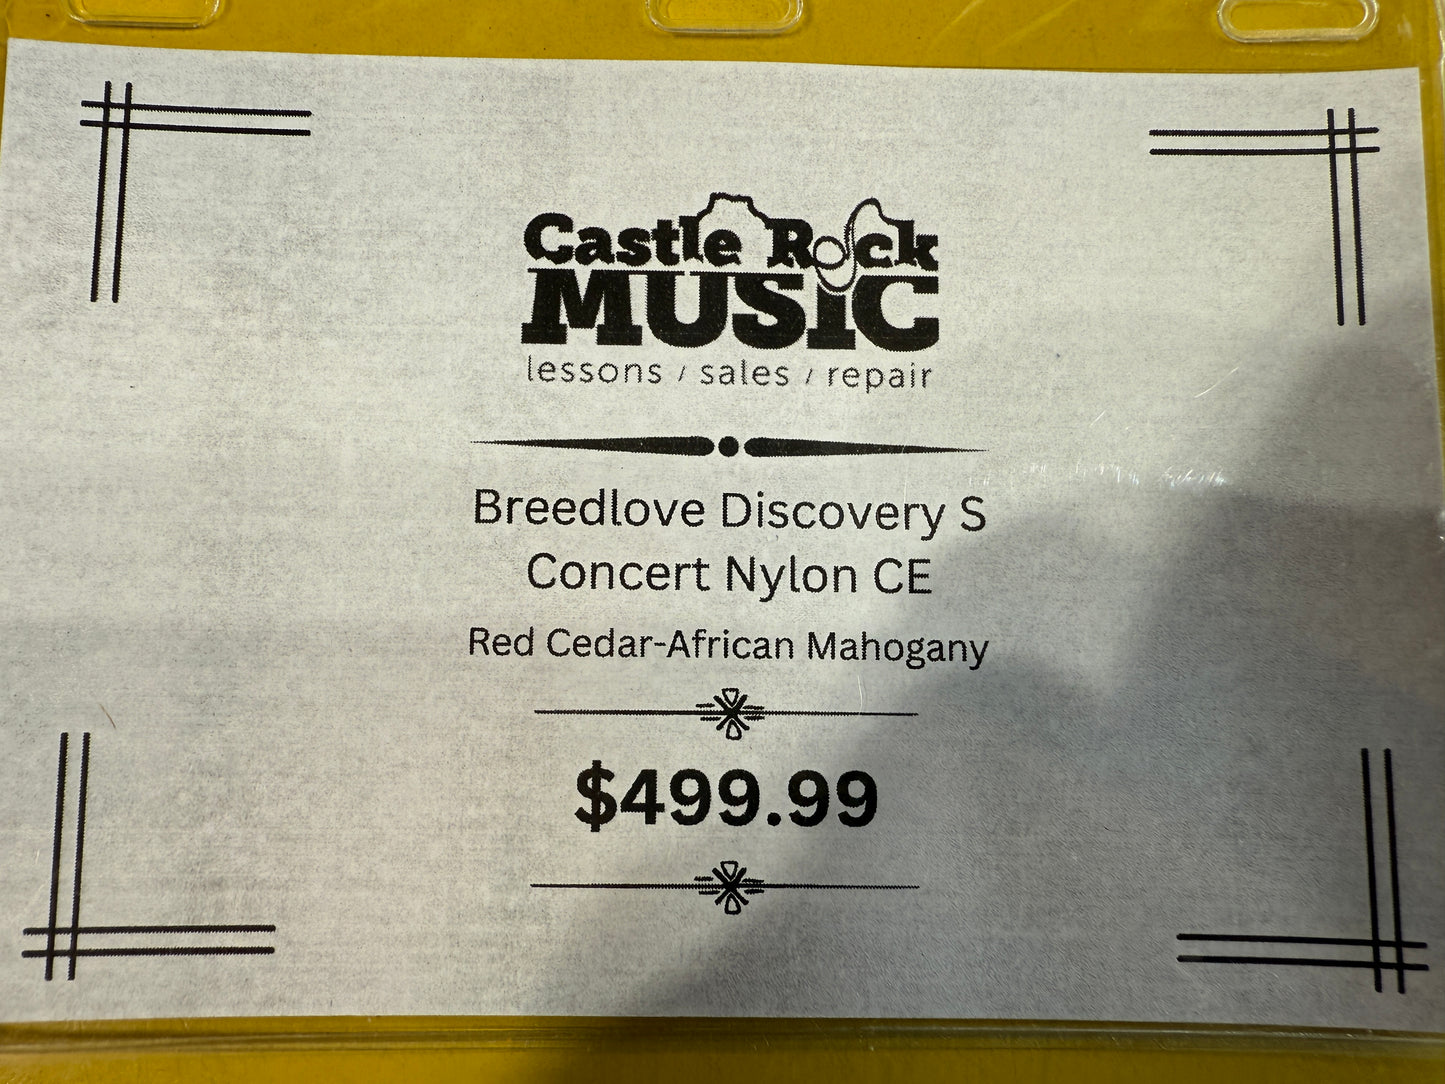 Castle Rock
MUSIC
lessons / sales / repair
Breedlove Discovery S
Concert Nylon CE
Red Cedar-African Mahogany
$499.99